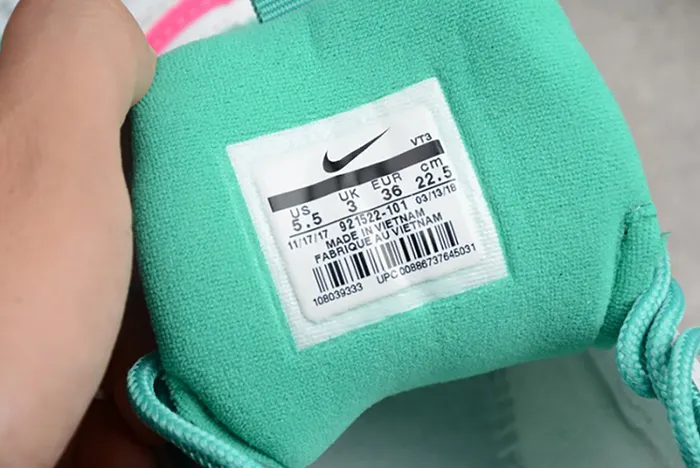 VT3
US UK EUR cm
5.5 3 36 22.5
11/17/17 921522-101 03/13/18
MADE IN VIETNAM
FABRIQUE AU VIETNAM
108039333 UPC 00886737645031